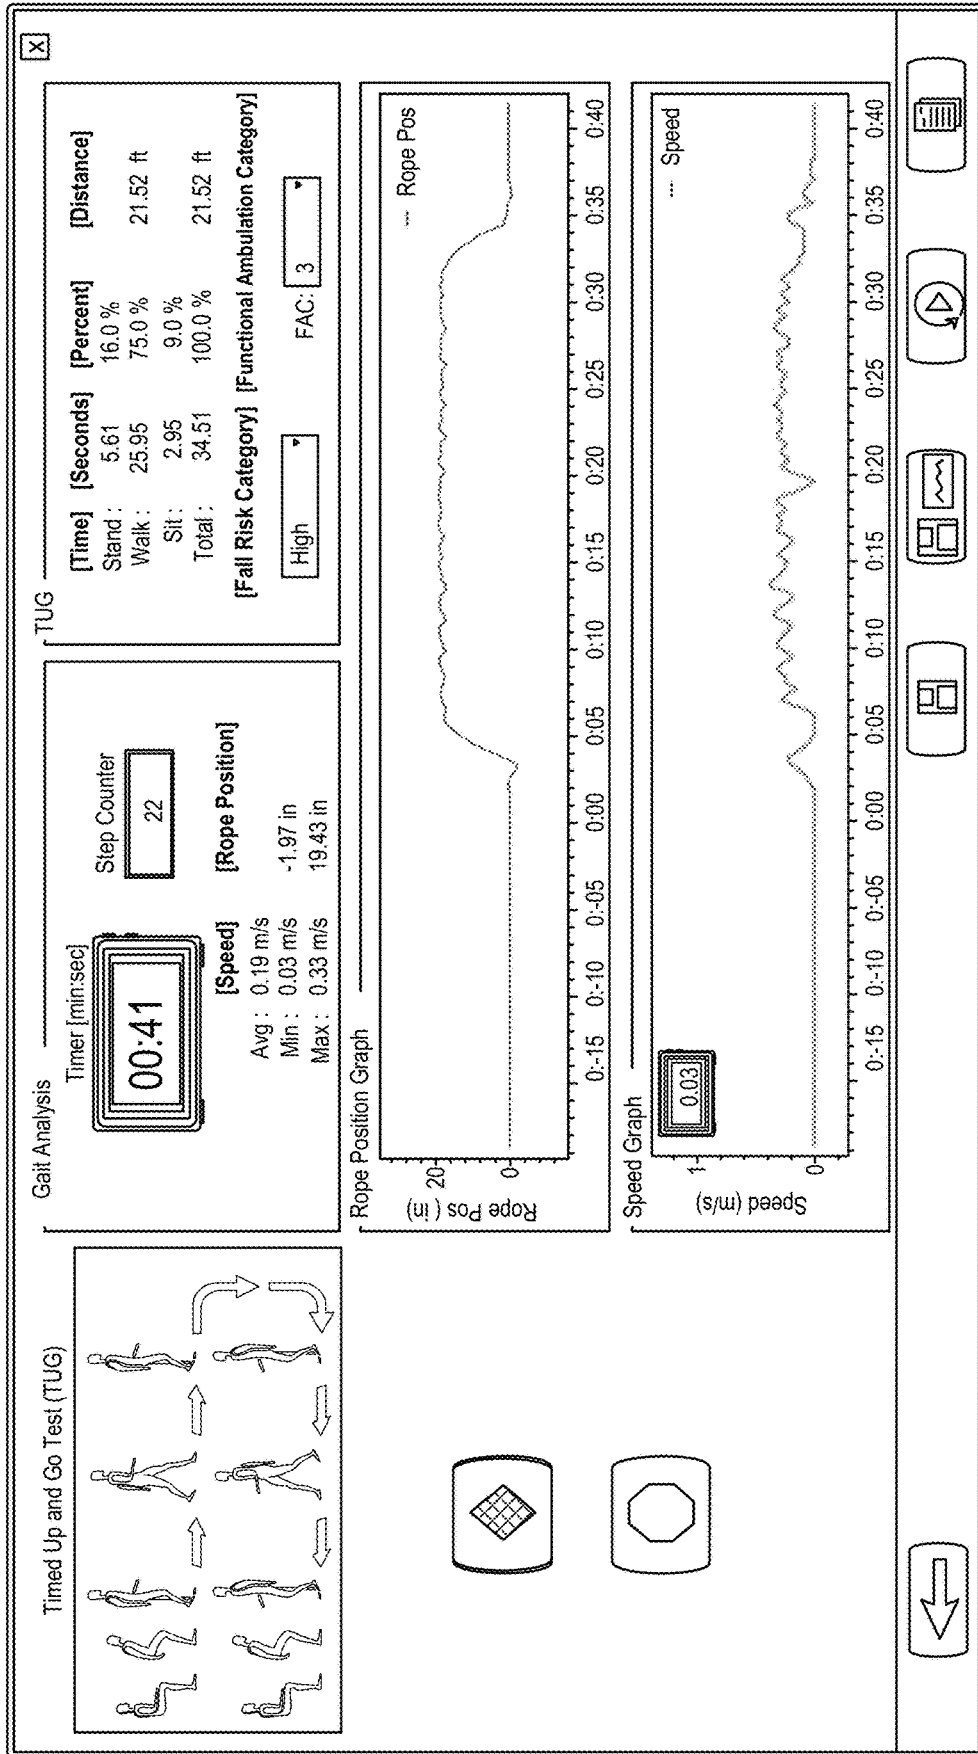 X
Timed Up and Go Test (TUG)
Gait Analysis
Timer [min:sec]
00:41
Step Counter
22
[Speed] [Rope Position]
Avg : 0.19 m/s
Min : 0.03 m/s -1.97 in
Max : 0.33 m/s 19.43 in
TUG
[Time] [Seconds] [Percent] [Distance]
Stand : 5.61 16.0 %
Walk : 25.95 75.0 % 21.52 ft
Sit : 2.95 9.0 %
Total : 34.51 100.0 % 21.52 ft
[Fall Risk Category] [Functional Ambulation Category]
High FAC: 3
Rope Position Graph
Rope Pos ( in)
20
0
--- Rope Pos
0:-15 0:-10 0:-05 0:00 0:05 0:10 0:15 0:20 0:25 0:30 0:35 0:40
Speed Graph
0.03
Speed (m/s)
1
0
--- Speed
0:-15 0:-10 0:-05 0:00 0:05 0:10 0:15 0:20 0:25 0:30 0:35 0:40